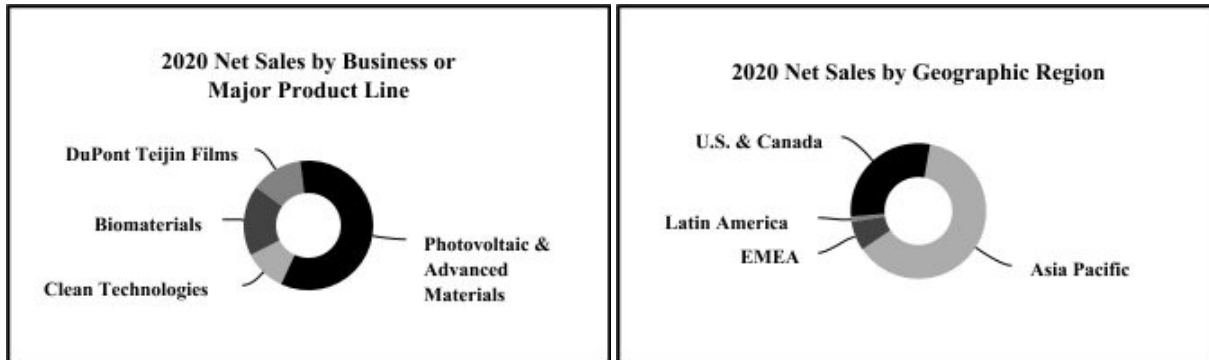 2020 Net Sales by Business or
Major Product Line
DuPont Teijin Films
Biomaterials
Clean Technologies
Photovoltaic &
Advanced
Materials
2020 Net Sales by Geographic Region
U.S. & Canada
Latin America
EMEA
Asia Pacific